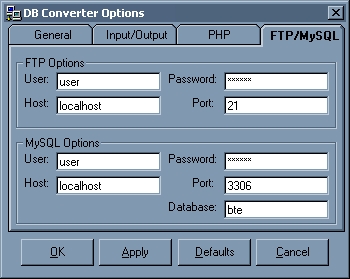 DB Converter Options
General Input/Output PHP FTP/MySQL
FTP Options
User: user Password: ******
Host: localhost Port: 21
MySQL Options
User: user Password: ******
Host: localhost Port: 3306
Database: bte
OK Apply Defaults Cancel